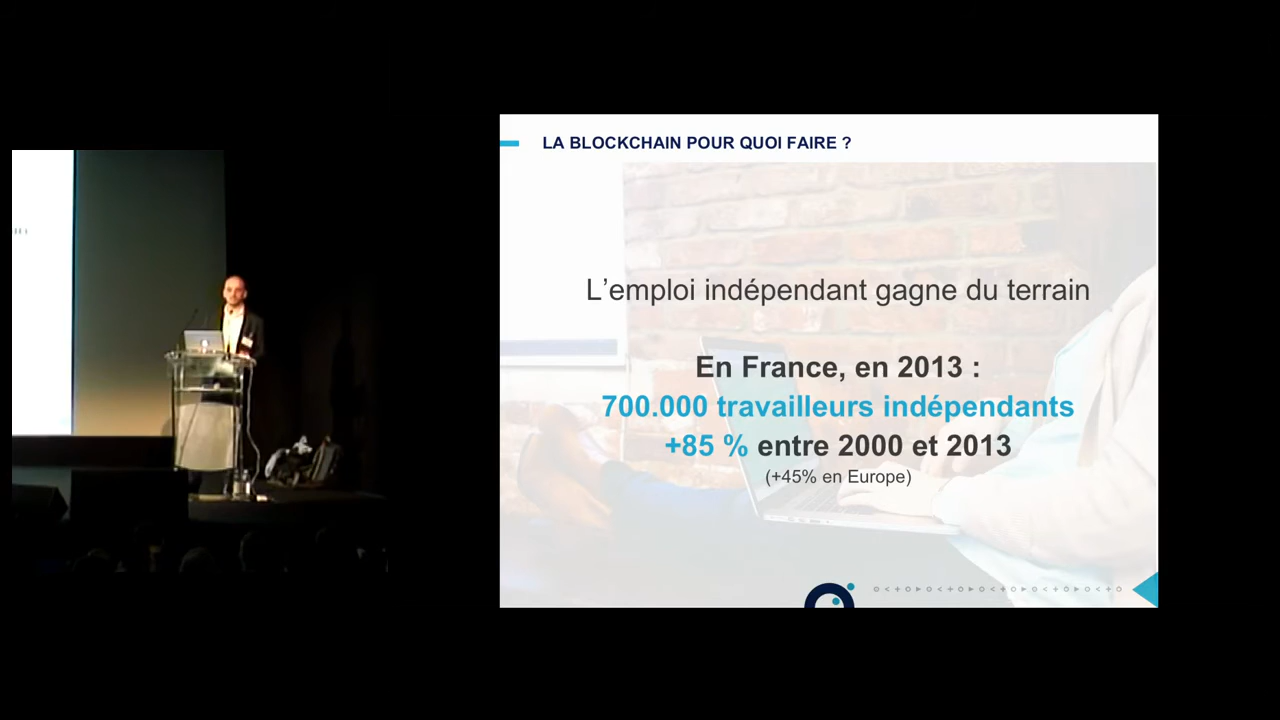 LA BLOCKCHAIN POUR QUOI FAIRE ?
L'emploi indépendant gagne du terrain
En France, en 2013 :
700.000 travailleurs indépendants
+85 % entre 2000 et 2013
(+45% en Europe)